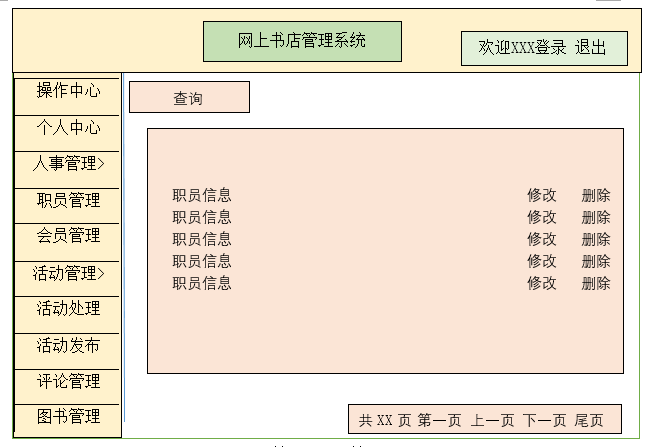 网上书店管理系统
欢迎XXX登录 退出
操作中心
个人中心
人事管理>
职员管理
会员管理
活动管理>
活动处理
活动发布
评论管理
图书管理
查询
职员信息 修改 删除
职员信息 修改 删除
职员信息 修改 删除
职员信息 修改 删除
职员信息 修改 删除
共 XX 页 第一页 上一页 下一页 尾页